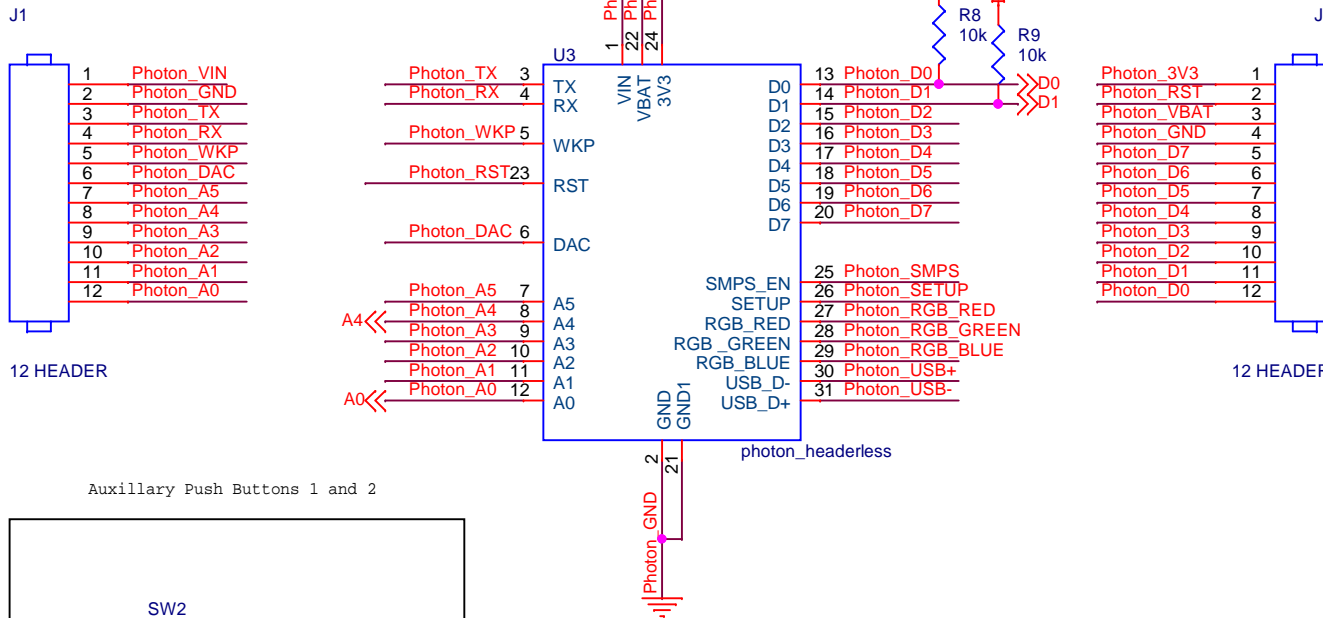 J1
1 Photon_VIN
2 Photon_GND
3 Photon_TX
4 Photon_RX
5 Photon_WKP
6 Photon_DAC
7 Photon_A5
8 Photon_A4
9 Photon_A3
10 Photon_A2
11 Photon_A1
12 Photon_A0
12 HEADER
1
22
24
U3
VIN
VBAT
3V3
Photon_TX 3 TX
Photon_RX 4 RX
Photon_WKP 5 WKP
Photon_RST 23 RST
Photon_DAC 6 DAC
Photon_A5 7 A5
A4 Photon_A4 8 A4
Photon_A3 9 A3
Photon_A2 10 A2
Photon_A1 11 A1
A0 Photon_A0 12 A0
R8
10k
R9
10k
D0 13 Photon_D0 D0
D1 14 Photon_D1 D1
D2 15 Photon_D2
D3 16 Photon_D3
D4 17 Photon_D4
D5 18 Photon_D5
D6 19 Photon_D6
D7 20 Photon_D7
SMPS_EN 25 Photon_SMPS
SETUP 26 Photon_SETUP
RGB_RED 27 Photon_RGB_RED
RGB_GREEN 28 Photon_RGB_GREEN
RGB_BLUE 29 Photon_RGB_BLUE
USB_D- 30 Photon_USB+
USB_D+ 31 Photon_USB-
GND
GND1
2
21
Photon_GND
photon_headerless
J
Photon_3V3 1
Photon_RST 2
Photon_VBAT 3
Photon_GND 4
Photon_D7 5
Photon_D6 6
Photon_D5 7
Photon_D4 8
Photon_D3 9
Photon_D2 10
Photon_D1 11
Photon_D0 12
12 HEADER
Auxillary Push Buttons 1 and 2
SW2